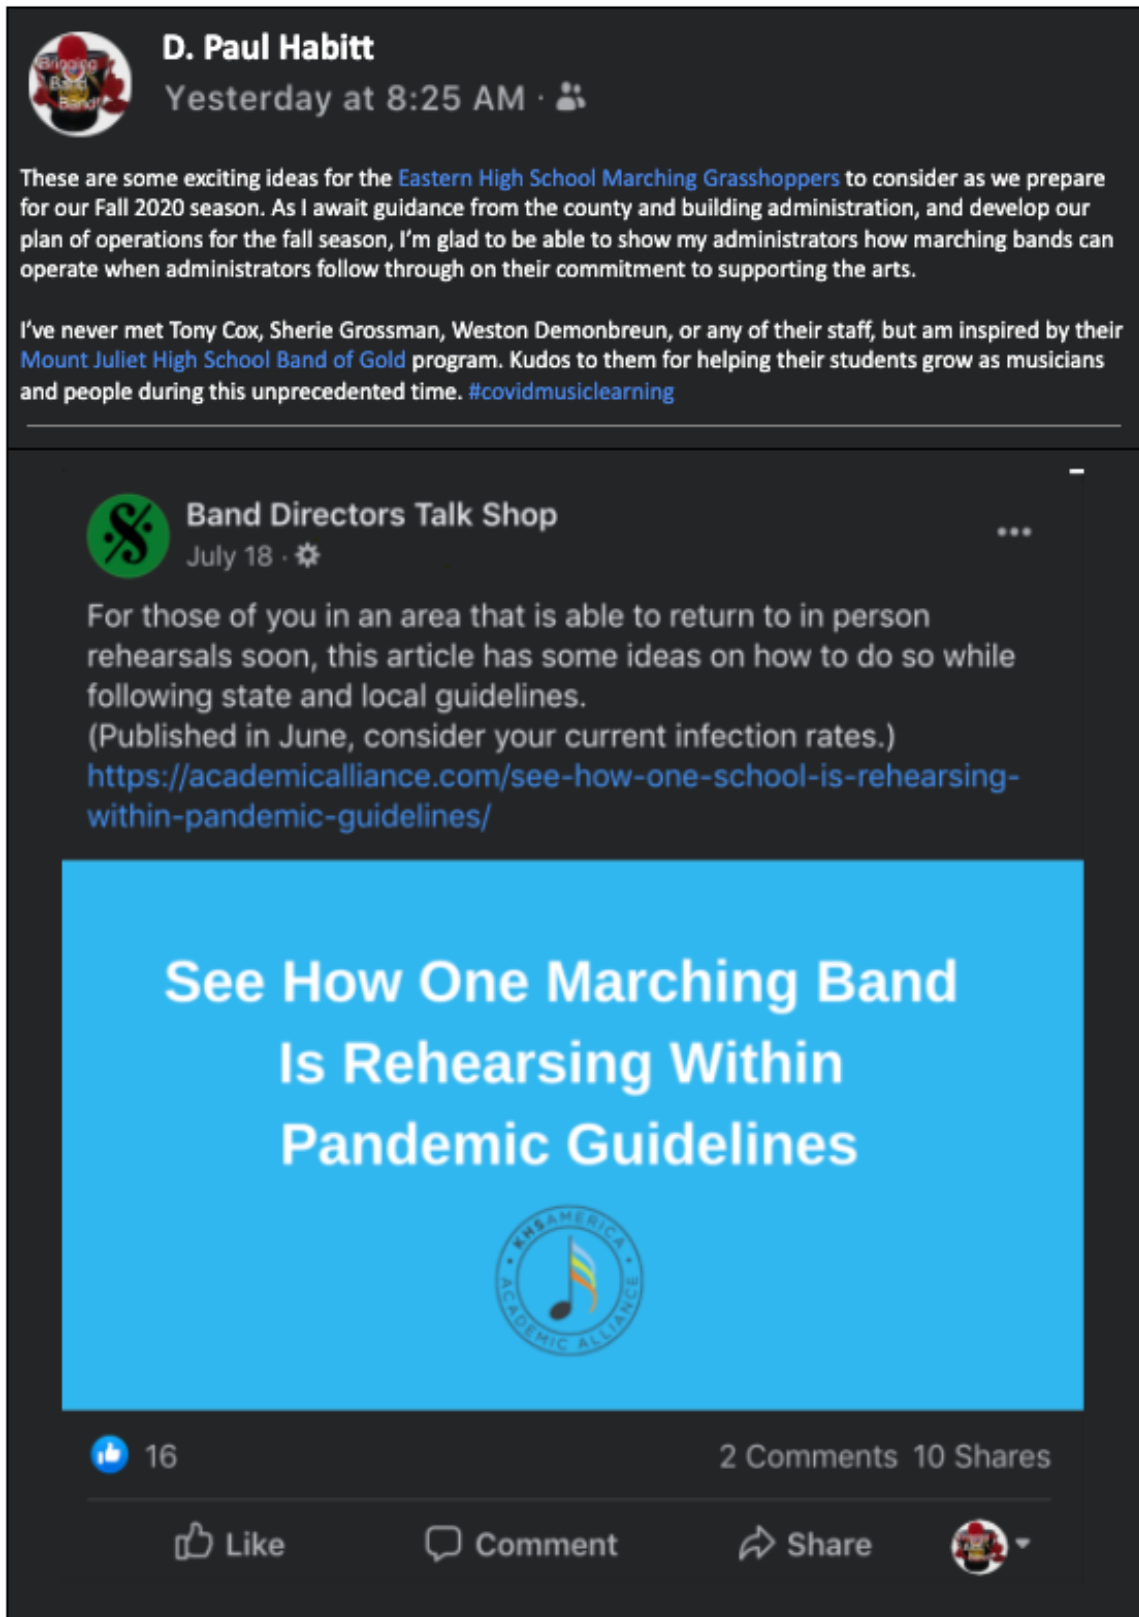 Bringing
Band
Band!
D. Paul Habitt
Yesterday at 8:25 AM ·
These are some exciting ideas for the Eastern High School Marching Grasshoppers to consider as we prepare
for our Fall 2020 season. As I await guidance from the county and building administration, and develop our
plan of operations for the fall season, I'm glad to be able to show my administrators how marching bands can
operate when administrators follow through on their commitment to supporting the arts.
I've never met Tony Cox, Sherie Grossman, Weston Demonbreun, or any of their staff, but am inspired by their
Mount Juliet High School Band of Gold program. Kudos to them for helping their students grow as musicians
and people during this unprecedented time. #covidmusiclearning
Band Directors Talk Shop
July 18 ·
For those of you in an area that is able to return to in person
rehearsals soon, this article has some ideas on how to do so while
following state and local guidelines.
(Published in June, consider your current infection rates.)
https://academicalliance.com/see-how-one-school-is-rehearsing-
within-pandemic-guidelines/
See How One Marching Band
Is Rehearsing Within
Pandemic Guidelines
KHS AMERICA
ACADEMIC ALLIANCE
16
2 Comments 10 Shares
Like
Comment
Share